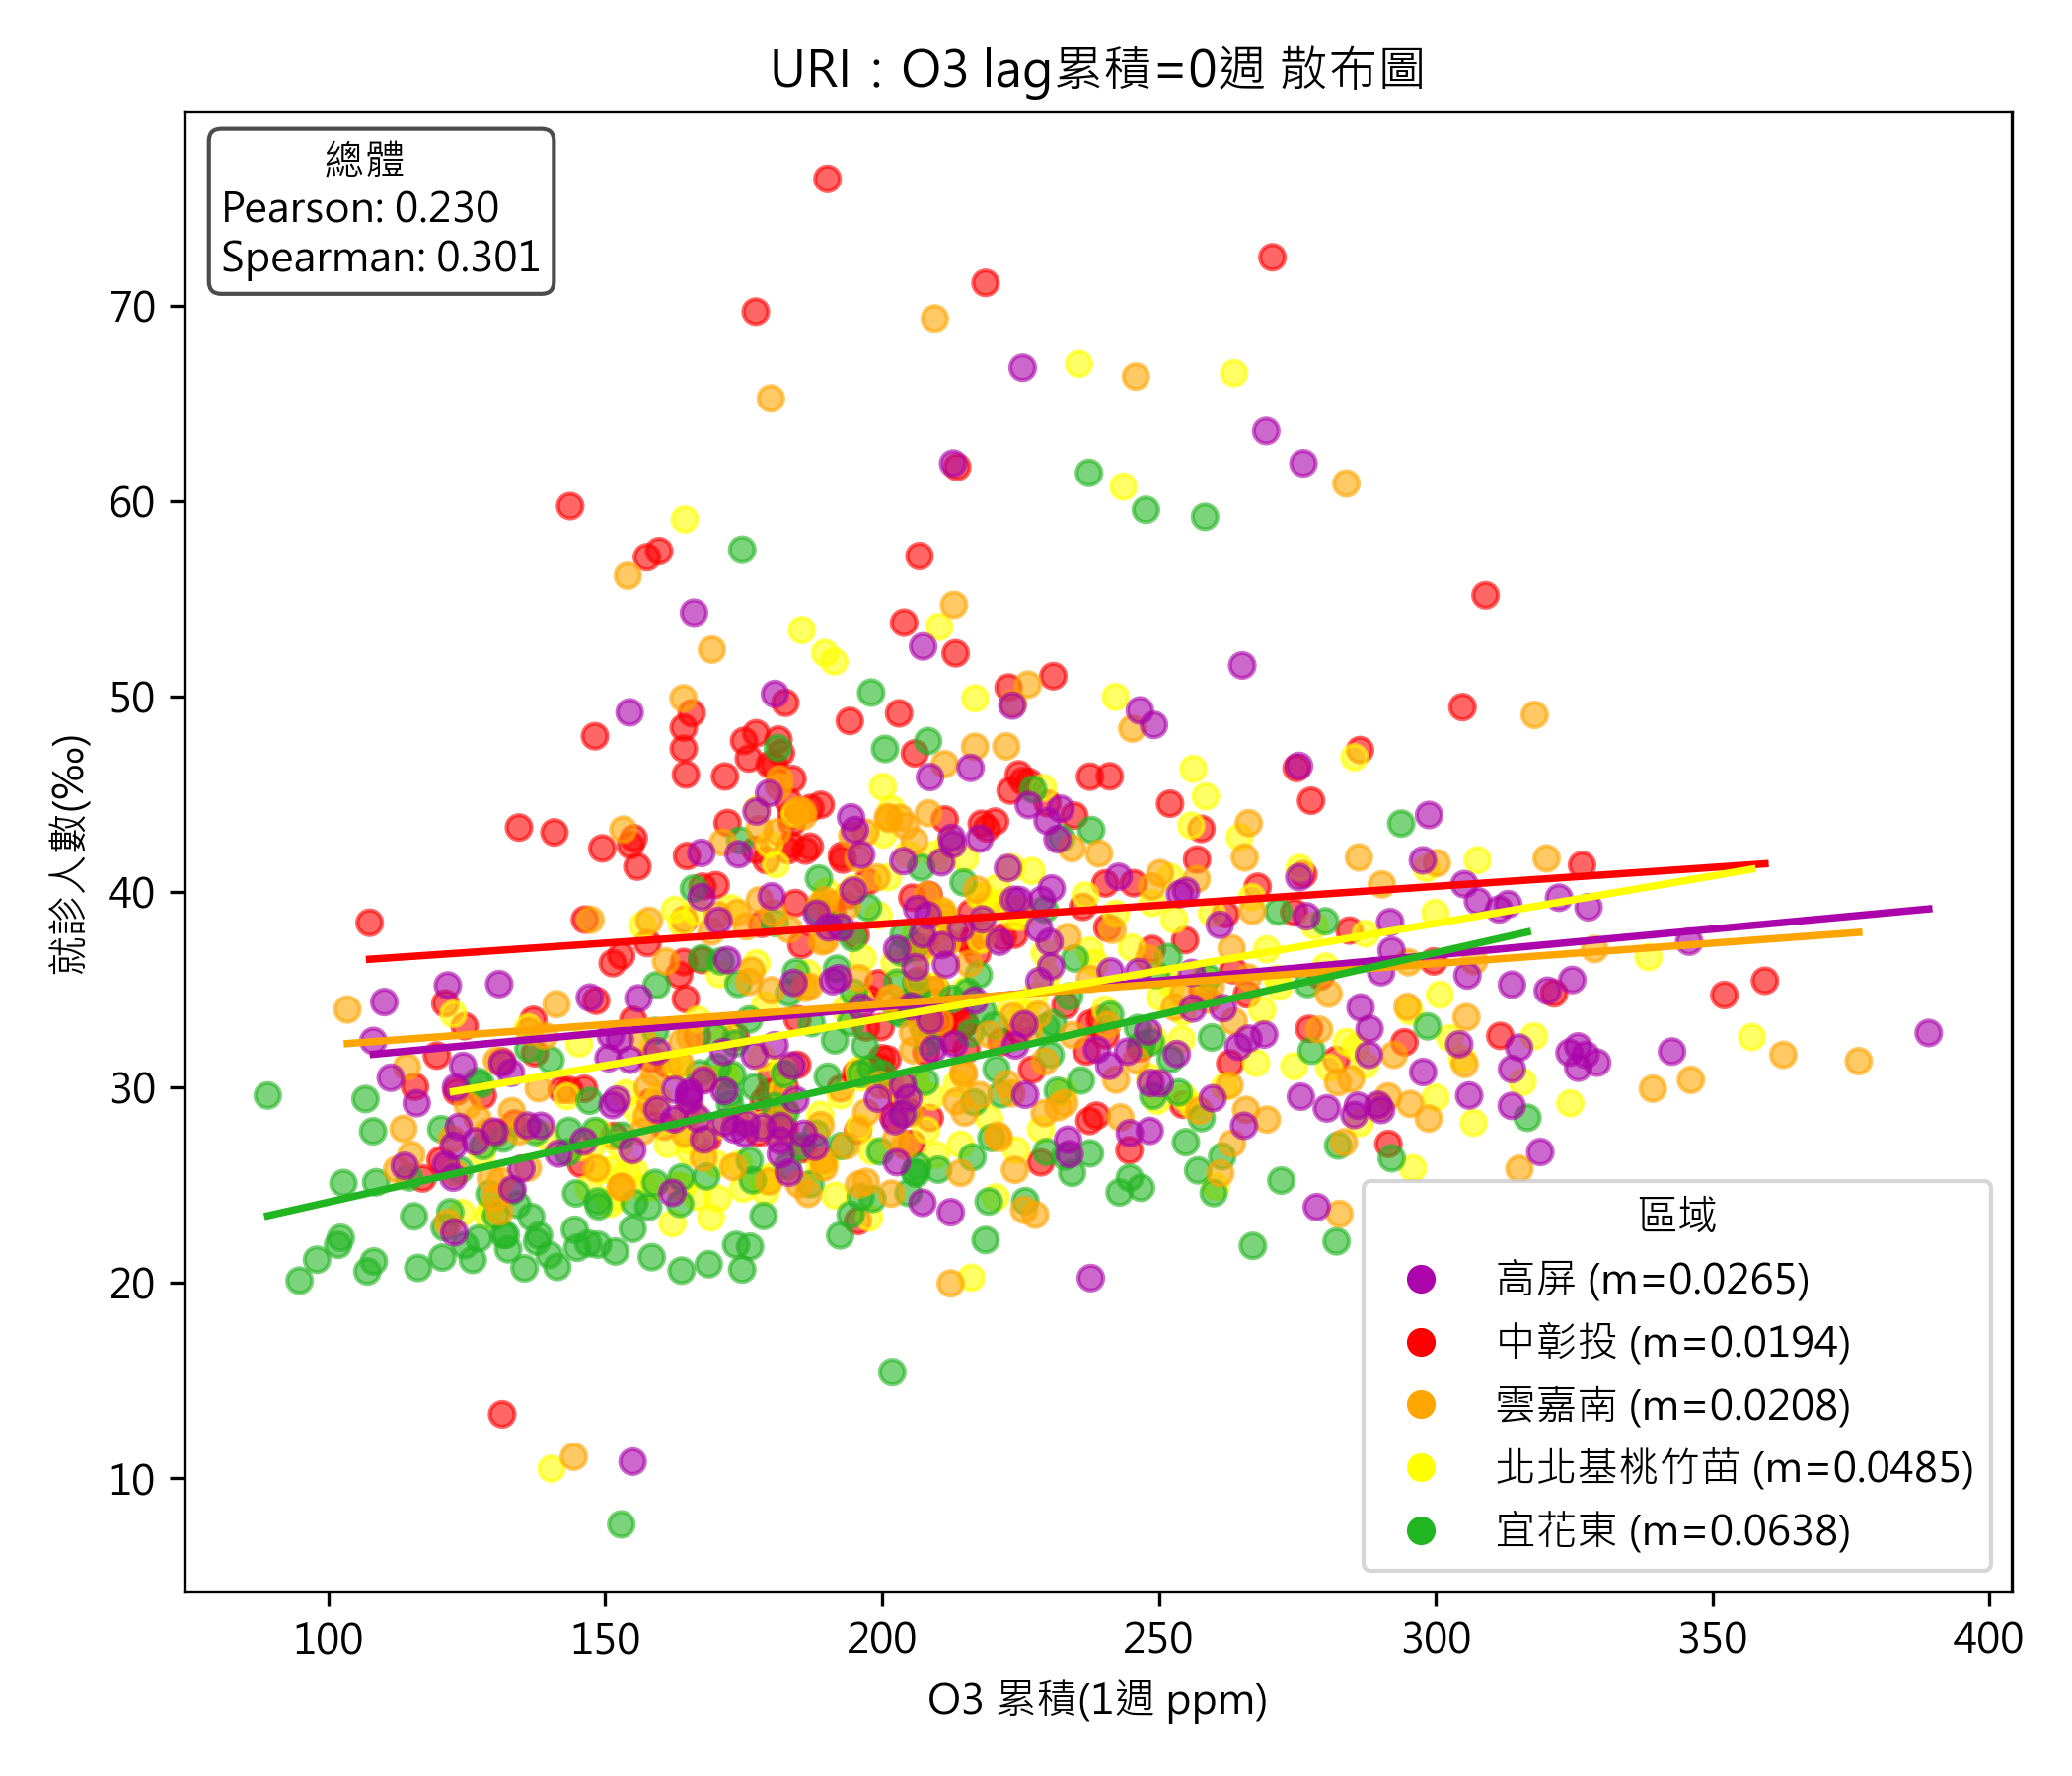 URI：O3 lag累積=0週 散布圖
總體
Pearson: 0.230
Spearman: 0.301
就診人數(‰)
70
60
50
40
30
20
10
區域
高屏 (m=0.0265)
中彰投 (m=0.0194)
雲嘉南 (m=0.0208)
北北基桃竹苗 (m=0.0485)
宜花東 (m=0.0638)
100 150 200 250 300 350 400
O3 累積(1週 ppm)